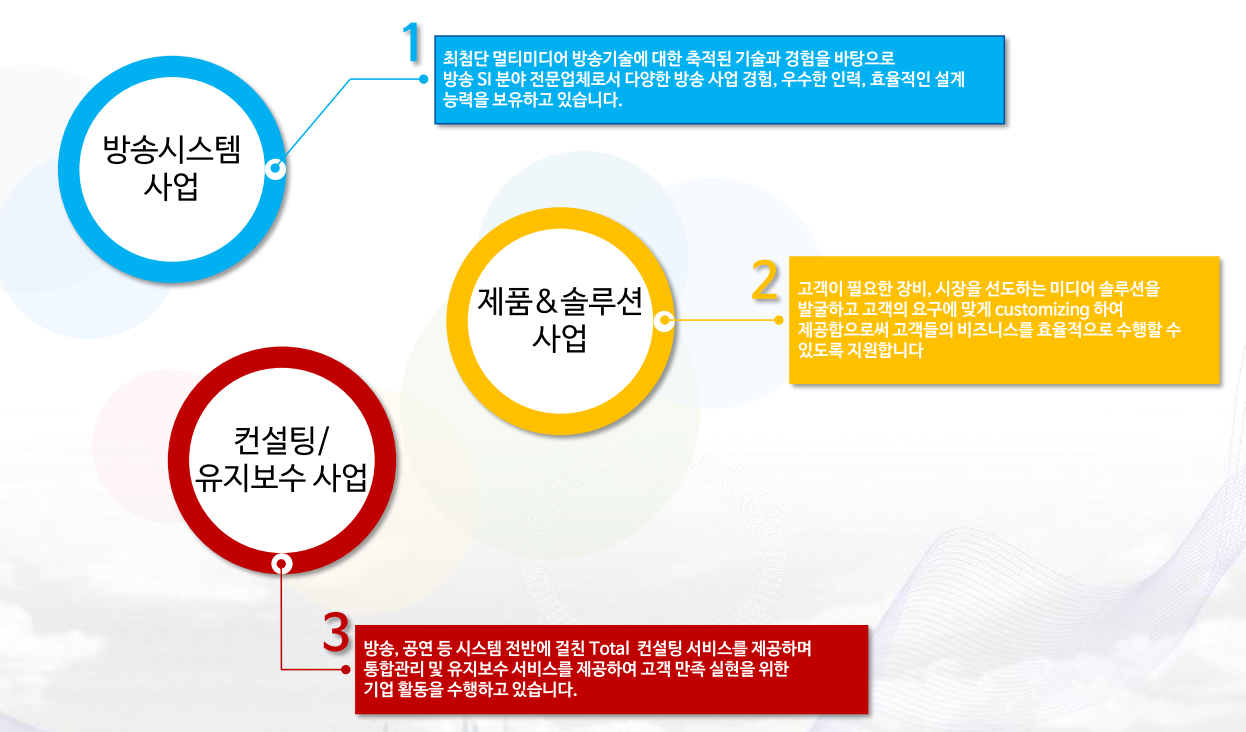 방송시스템
사업
1
최첨단 멀티미디어 방송기술에 대한 축적된 기술과 경험을 바탕으로
방송 SI 분야 전문업체로서 다양한 방송 사업 경험, 우수한 인력, 효율적인 설계
능력을 보유하고 있습니다.
제품&솔루션
사업
2
고객이 필요한 장비, 시장을 선도하는 미디어 솔루션을
발굴하고 고객의 요구에 맞게 customizing 하여
제공함으로써 고객들의 비즈니스를 효율적으로 수행할 수
있도록 지원합니다
컨설팅/
유지보수 사업
3
방송, 공연 등 시스템 전반에 걸친 Total 컨설팅 서비스를 제공하며
통합관리 및 유지보수 서비스를 제공하여 고객 만족 실현을 위한
기업 활동을 수행하고 있습니다.